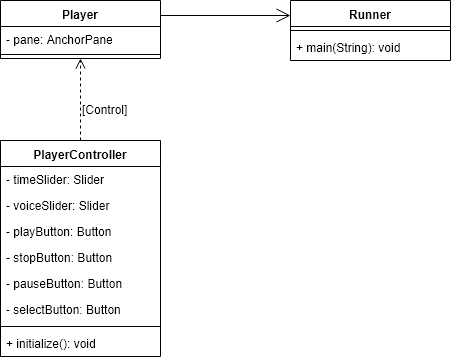 Player
- pane: AnchorPane
Runner
+ main(String): void
[Control]
PlayerController
- timeSlider: Slider
- voiceSlider: Slider
- playButton: Button
- stopButton: Button
- pauseButton: Button
- selectButton: Button
+ initialize(): void